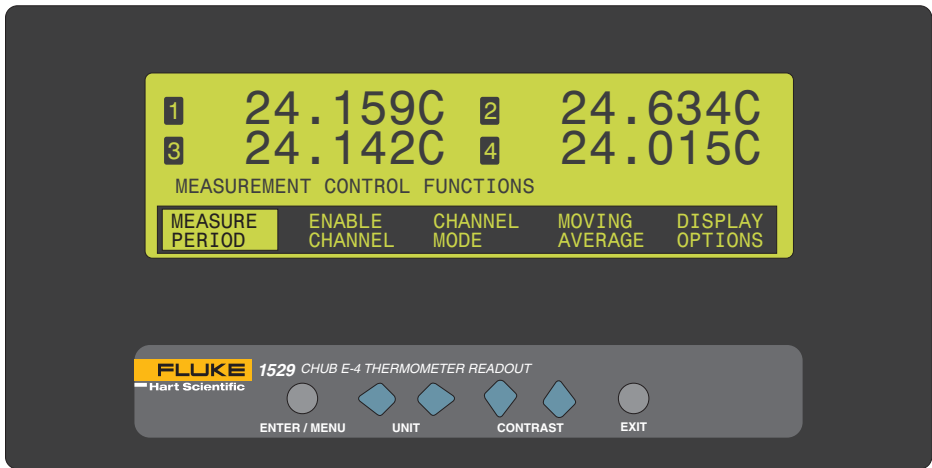 1 24.159C 2 24.634C
3 24.142C 4 24.015C
MEASUREMENT CONTROL FUNCTIONS
MEASURE PERIOD ENABLE CHANNEL CHANNEL MODE MOVING AVERAGE DISPLAY OPTIONS
FLUKE
Hart Scientific
1529 CHUB E-4 THERMOMETER READOUT
ENTER / MENU UNIT CONTRAST EXIT